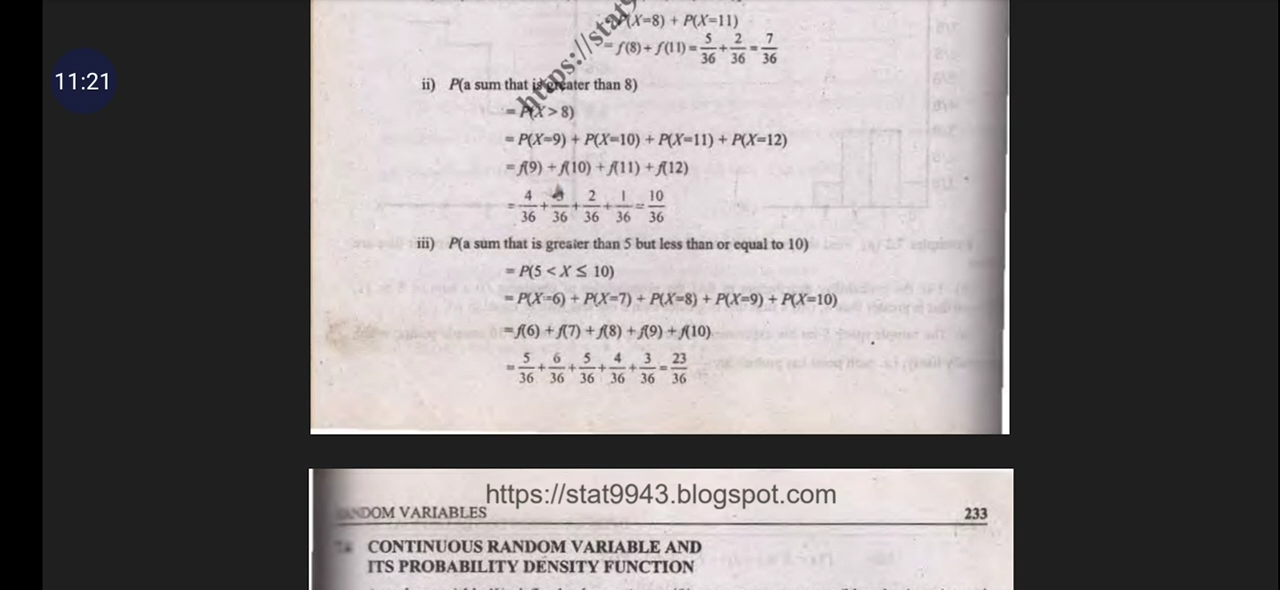 11:21
P(X=8) + P(X=11)
= f(8) + f(11) = 5/36 + 2/36 = 7/36
https://stat9
ii) P(a sum that is greater than 8)
= P(X > 8)
= P(X=9) + P(X=10) + P(X=11) + P(X=12)
= f(9) + f(10) + f(11) + f(12)
= 4/36 + 3/36 + 2/36 + 1/36 = 10/36
iii) P(a sum that is greater than 5 but less than or equal to 10)
= P(5 < X ≤ 10)
= P(X=6) + P(X=7) + P(X=8) + P(X=9) + P(X=10)
= f(6) + f(7) + f(8) + f(9) + f(10)
= 5/36 + 6/36 + 5/36 + 4/36 + 3/36 = 23/36
https://stat9943.blogspot.com
RANDOM VARIABLES 233
CONTINUOUS RANDOM VARIABLE AND
ITS PROBABILITY DENSITY FUNCTION